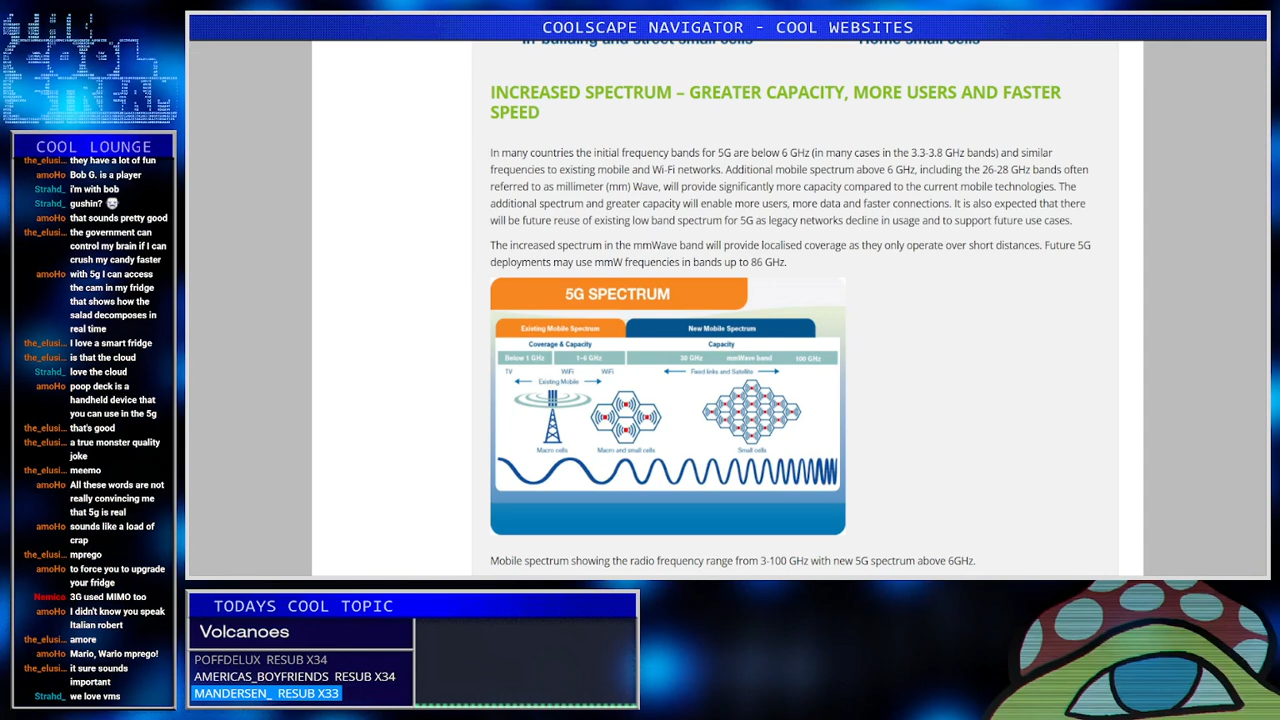 COOLSCAPE NAVIGATOR - COOL WEBSITES
COOL LOUNGE
the_elusi... they have a lot of fun
amoHo Bob G. is a player
Strahd_ i'm with bob
Strahd_ gushin?
amoHo that sounds pretty good
the_elusi... the government can
control my brain if I can
crush my candy faster
amoHo with 5g I can access
the cam in my fridge
that shows how the
salad decomposes in
real time
the_elusi... I love a smart fridge
the_elusi... is that the cloud
Strahd_ love the cloud
amoHo poop deck is a
handheld device that
you can use in the 5g
amoHo that's good
the_elusi... a true monster quality
joke
the_elusi... meemo
amoHo All these words are not
really convincing me
that 5g is real
amoHo sounds like a load of
crap
the_elusi... mprego
amoHo to force you to upgrade
your fridge
Nemico 3G used MIMO too
amoHo I didn't know you speak
Italian robert
the_elusi... amore
amoHo Mario, Wario mprego!
the_elusi... it sure sounds
important
Strahd_ we love vms
In-building and street small cells Home small cells
INCREASED SPECTRUM – GREATER CAPACITY, MORE USERS AND FASTER
SPEED
In many countries the initial frequency bands for 5G are below 6 GHz (in many cases in the 3.3-3.8 GHz bands) and similar
frequencies to existing mobile and Wi-Fi networks. Additional mobile spectrum above 6 GHz, including the 26-28 GHz bands often
referred to as millimeter (mm) Wave, will provide significantly more capacity compared to the current mobile technologies. The
additional spectrum and greater capacity will enable more users, more data and faster connections. It is also expected that there
will be future reuse of existing low band spectrum for 5G as legacy networks decline in usage and to support future use cases.
The increased spectrum in the mmWave band will provide localised coverage as they only operate over short distances. Future 5G
deployments may use mmW frequencies in bands up to 86 GHz.
5G SPECTRUM
Existing Mobile Spectrum New Mobile Spectrum
Coverage & Capacity Capacity
Below 1 GHz 1-6 GHz 30 GHz mmWave band 100 GHz
TV WiFi WiFi Fixed links and Satellite
Existing Mobile
Macro cells Macro and small cells Small cells
Mobile spectrum showing the radio frequency range from 3-100 GHz with new 5G spectrum above 6GHz.
TODAYS COOL TOPIC
Volcanoes
POFFDELUX RESUB X34
AMERICAS_BOYFRIENDS RESUB X34
MANDERSEN_ RESUB X33